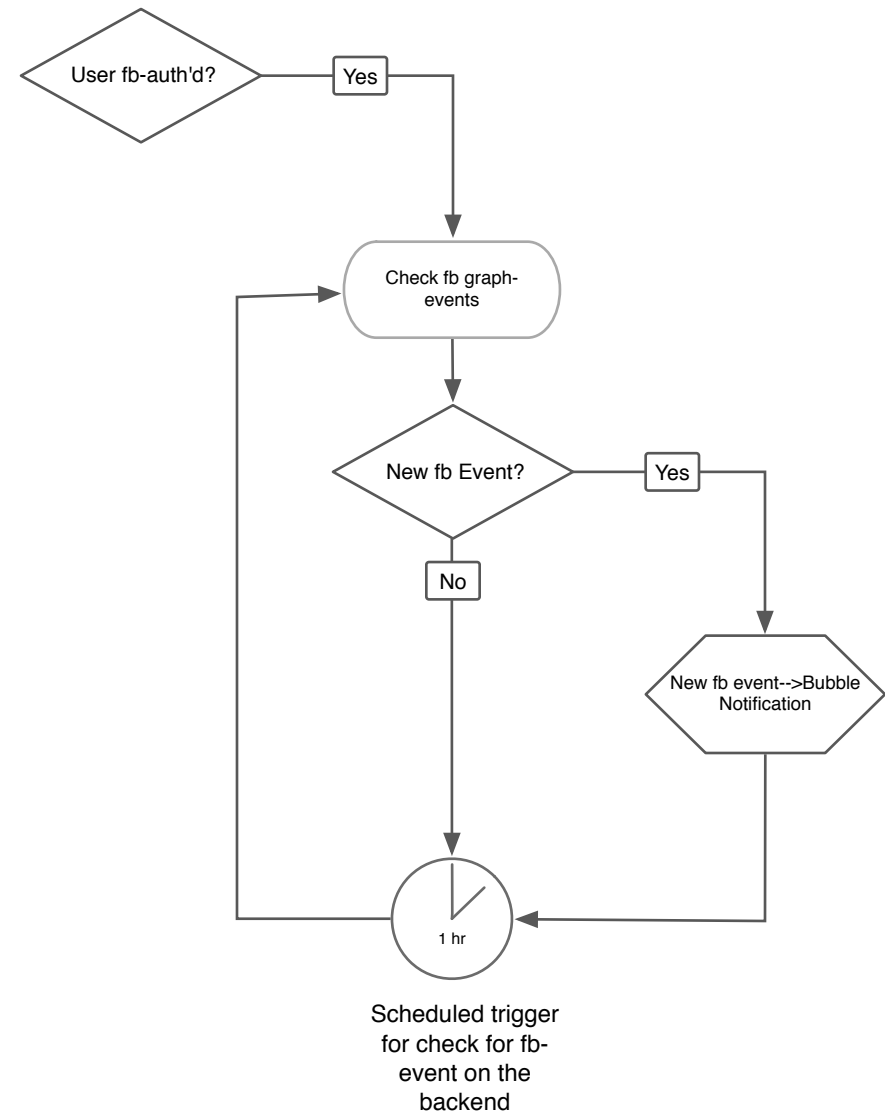 User fb-auth'd?
Yes
Check fb graph-
events
New fb Event?
Yes
No
New fb event-->Bubble
Notification
1 hr
Scheduled trigger
for check for fb-
event on the
backend